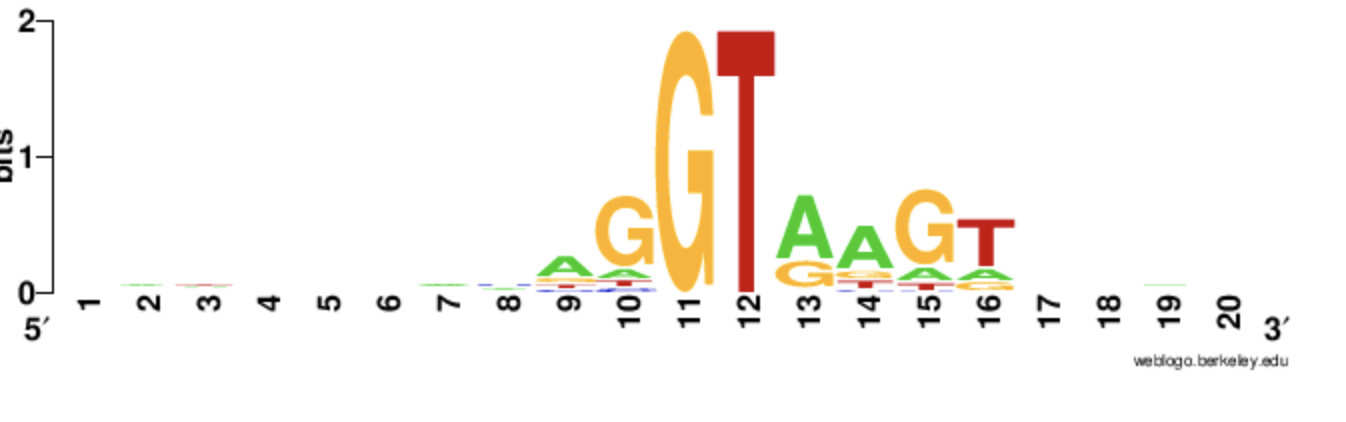 2
bits
1
0
A G G T A A G T
G A G G A A
T T T T G
1 2 3 4 5 6 7 8 9 10 11 12 13 14 15 16 17 18 19 20
5′ 3′
weblogo.berkeley.edu